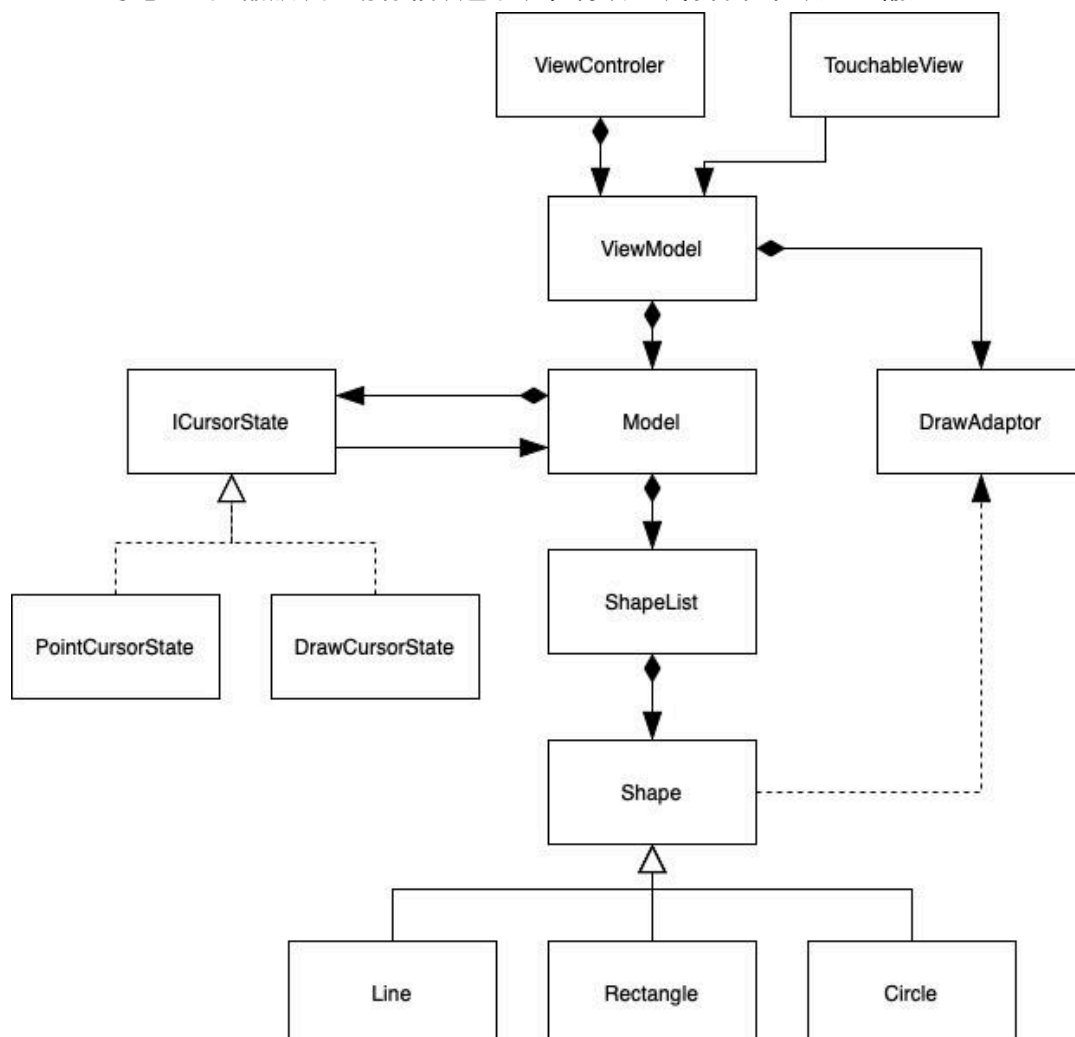 ViewControler
TouchableView
ViewModel
ICursorState
Model
DrawAdaptor
PointCursorState
DrawCursorState
ShapeList
Shape
Line
Rectangle
Circle